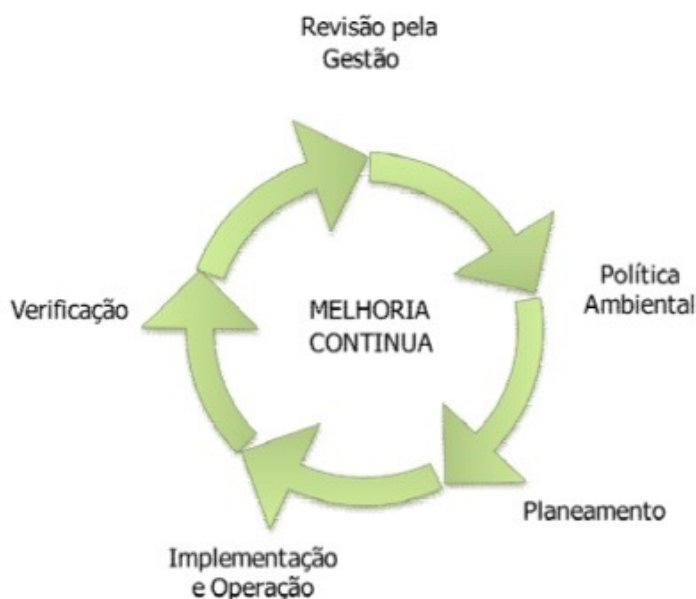 Revisão pela
Gestão
Política
Ambiental
MELHORIA
CONTINUA
Verificação
Planeamento
Implementação
e Operação